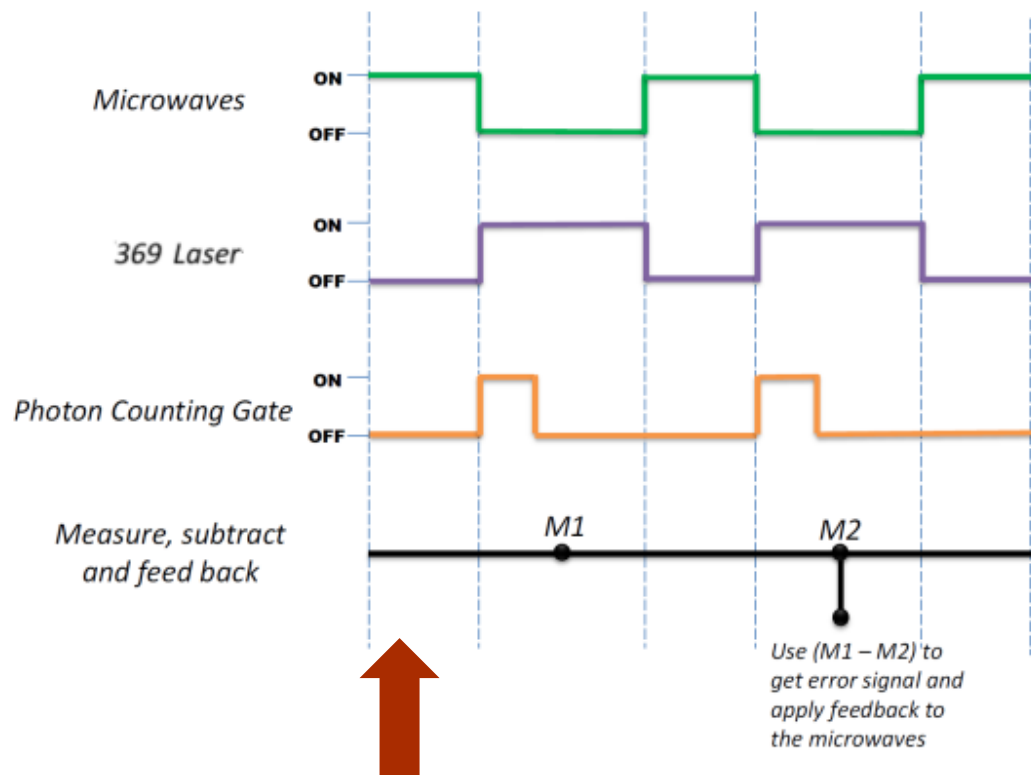 Microwaves
ON
OFF
369 Laser
ON
OFF
Photon Counting Gate
ON
OFF
Measure, subtract
and feed back
M1
M2
Use (M1 – M2) to
get error signal and
apply feedback to
the microwaves